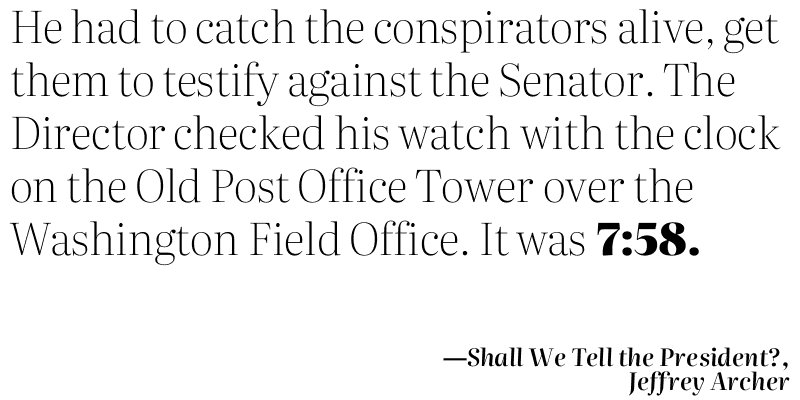 He had to catch the conspirators alive, get
them to testify against the Senator. The
Director checked his watch with the clock
on the Old Post Office Tower over the
Washington Field Office. It was 7:58.
—Shall We Tell the President?,
Jeffrey Archer